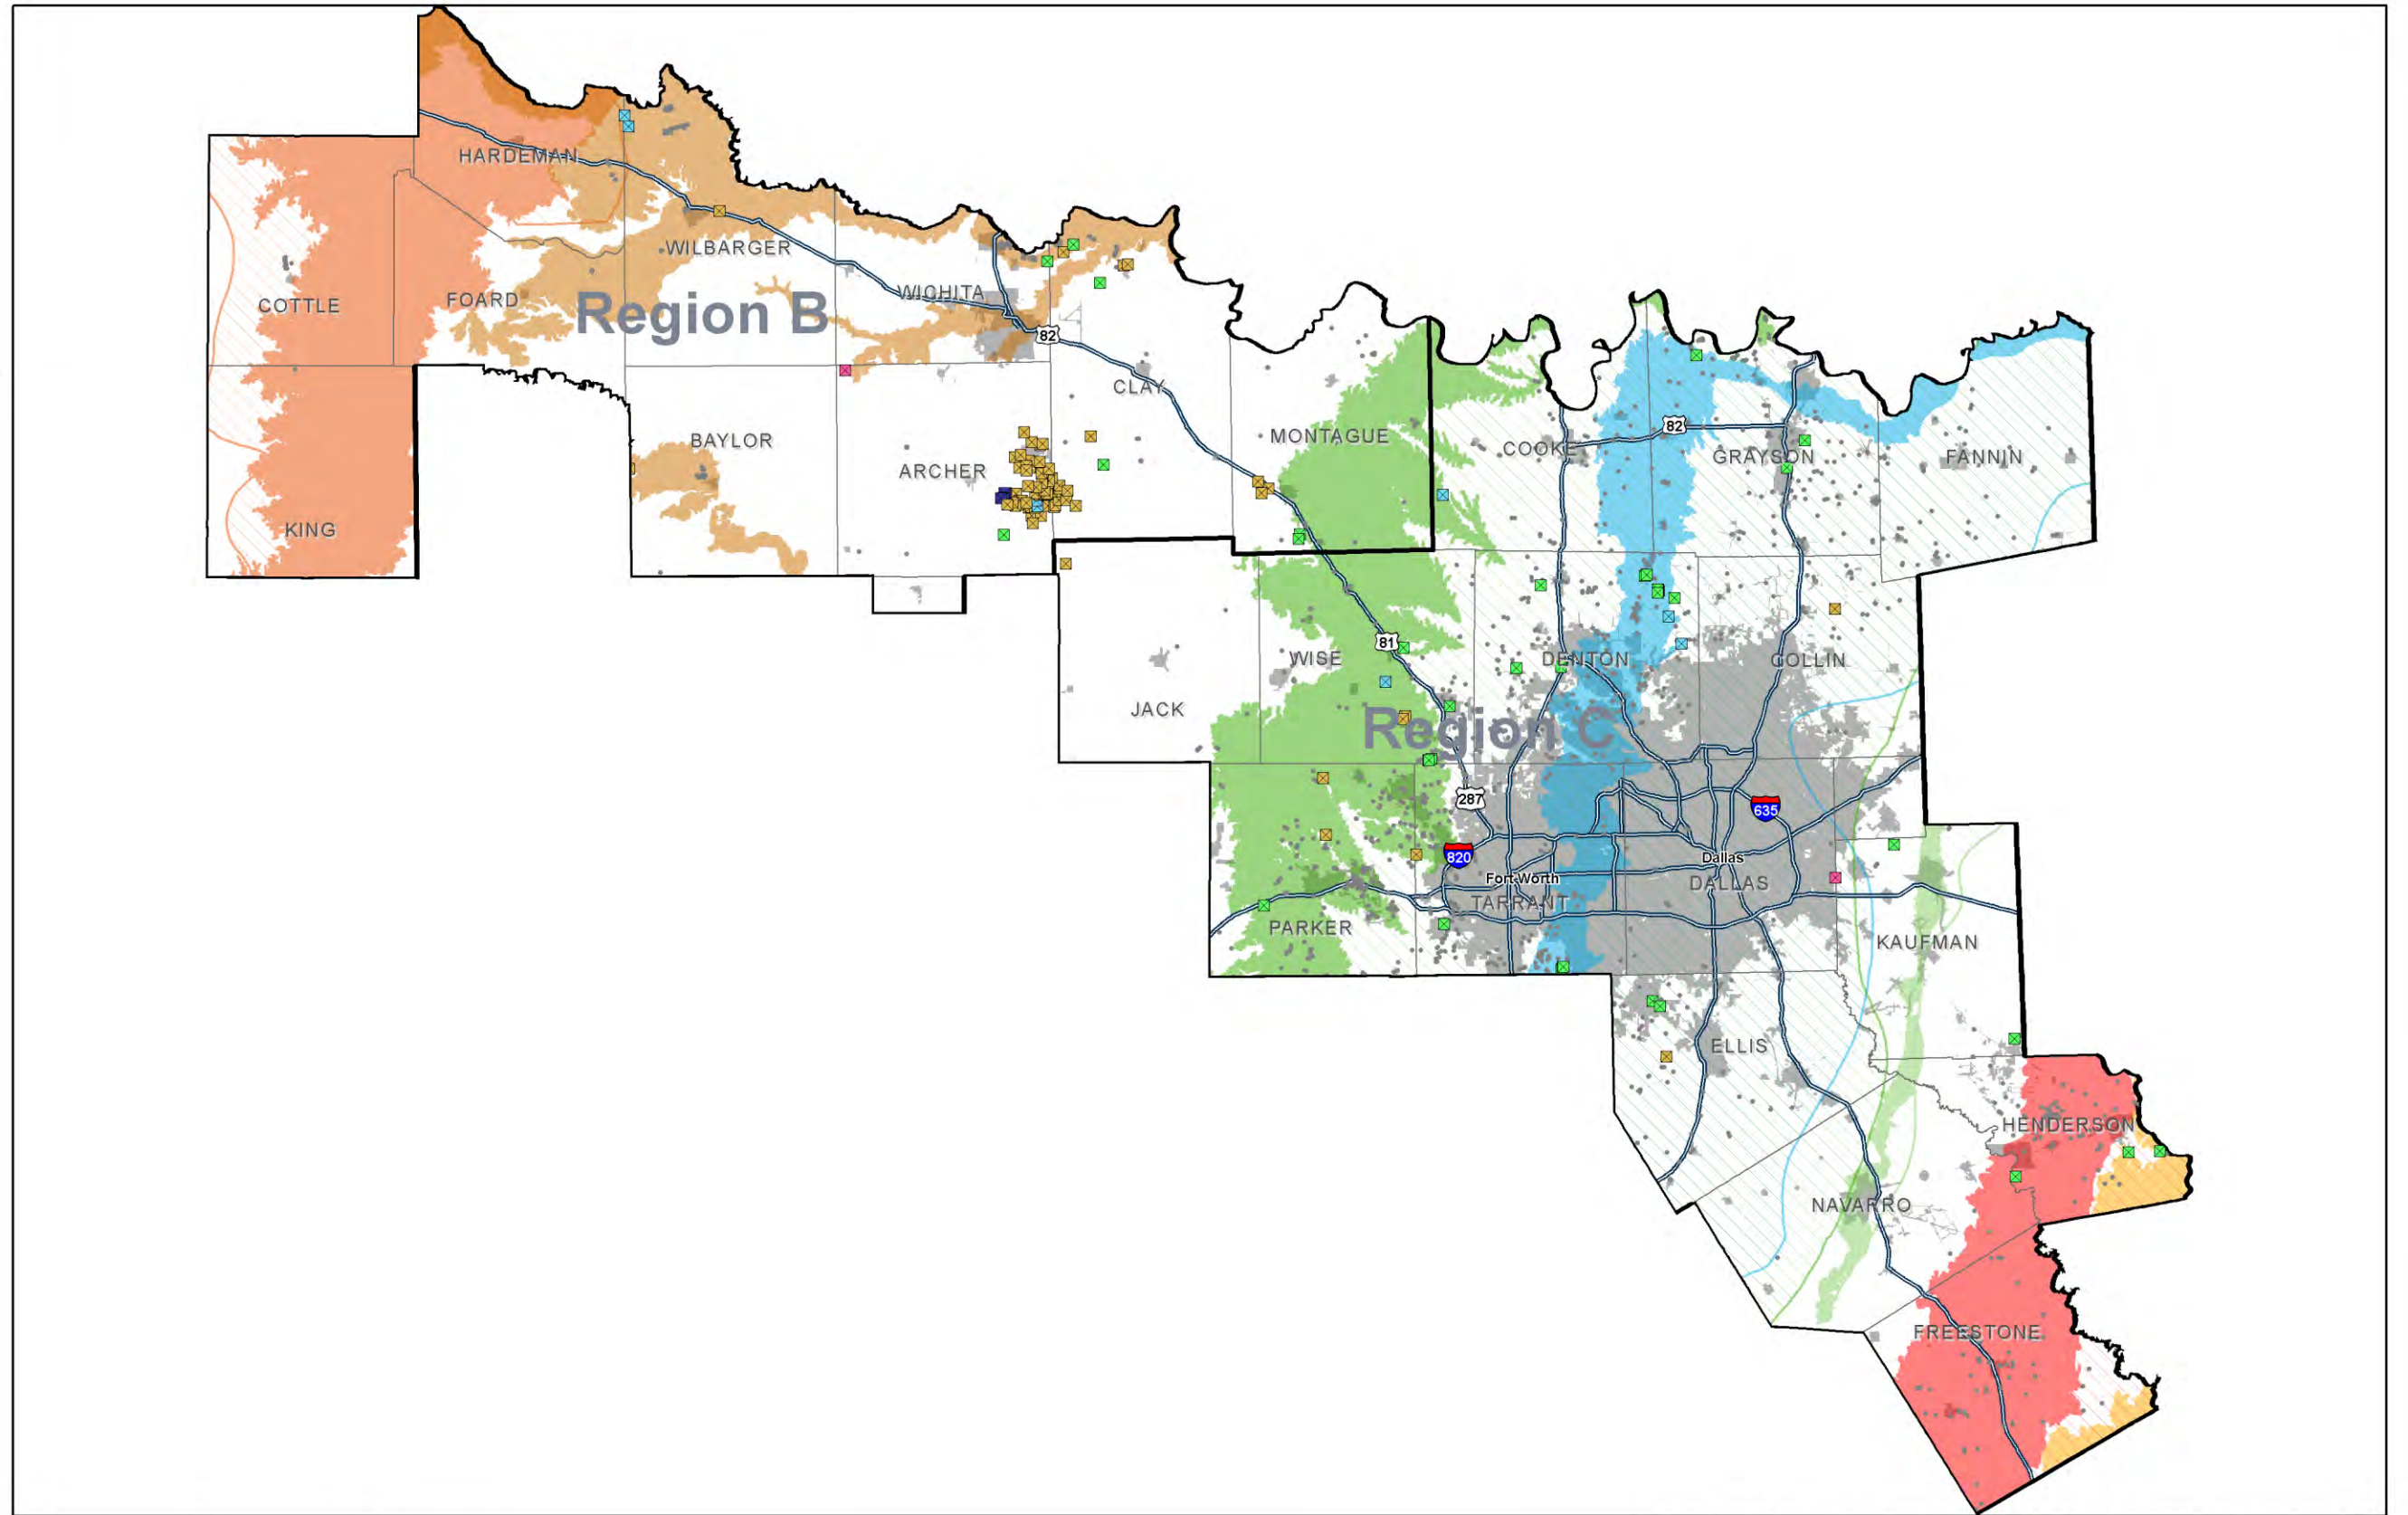 HARDEMAN
WILBARGER
COTTLE
FOARD
Region B
WICHITA
82
CLAY
BAYLOR
ARCHER
MONTAGUE
COOKE
82
GRAYSON
FANNIN
KING
81
WISE
DENTON
COLLIN
JACK
Region C
287
635
820
Dallas
Fort Worth
DALLAS
TARRANT
PARKER
KAUFMAN
ELLIS
HENDERSON
NAVARRO
FREESTONE